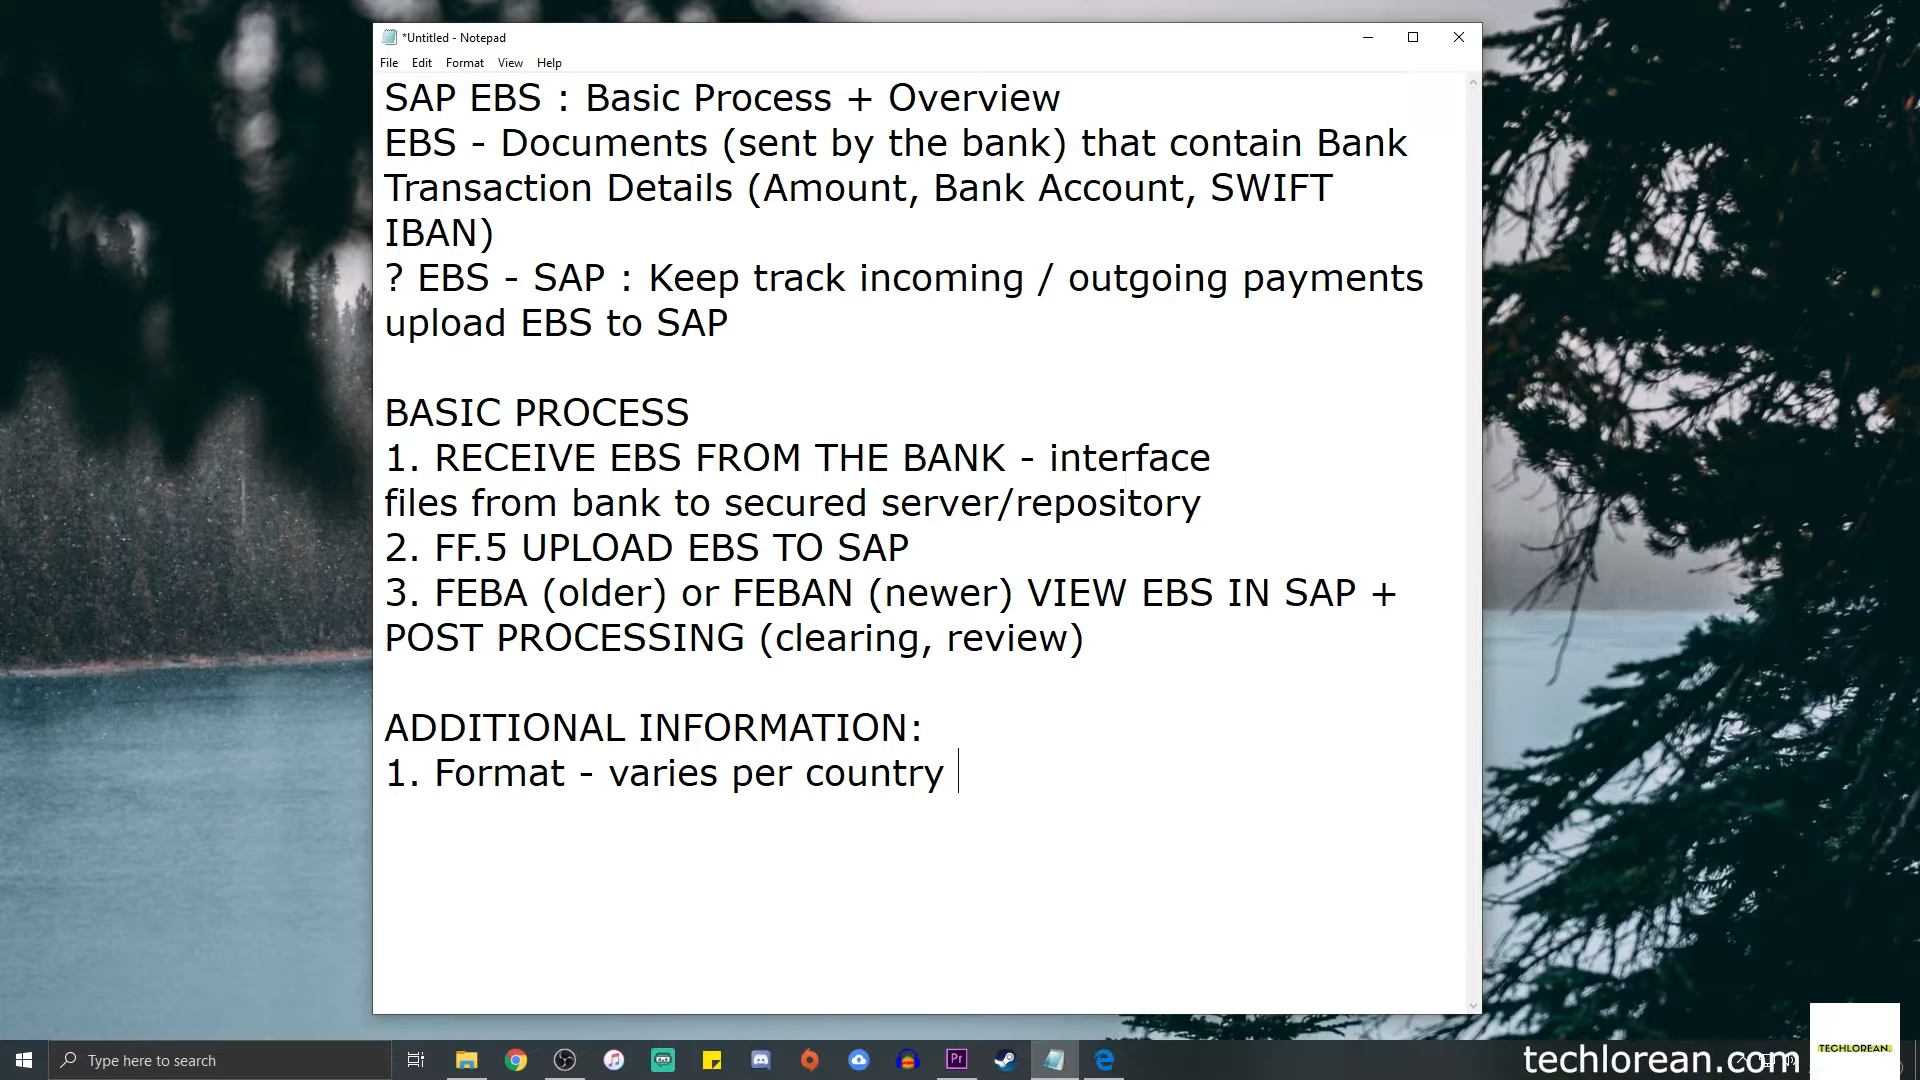 *Untitled - Notepad
File Edit Format View Help
SAP EBS : Basic Process + Overview
EBS - Documents (sent by the bank) that contain Bank
Transaction Details (Amount, Bank Account, SWIFT
IBAN)
? EBS - SAP : Keep track incoming / outgoing payments
upload EBS to SAP
BASIC PROCESS
1. RECEIVE EBS FROM THE BANK - interface
files from bank to secured server/repository
2. FF.5 UPLOAD EBS TO SAP
3. FEBA (older) or FEBAN (newer) VIEW EBS IN SAP +
POST PROCESSING (clearing, review)
ADDITIONAL INFORMATION:
1. Format - varies per country
Type here to search
Pr
techlorean.com
TECHLOREAN.